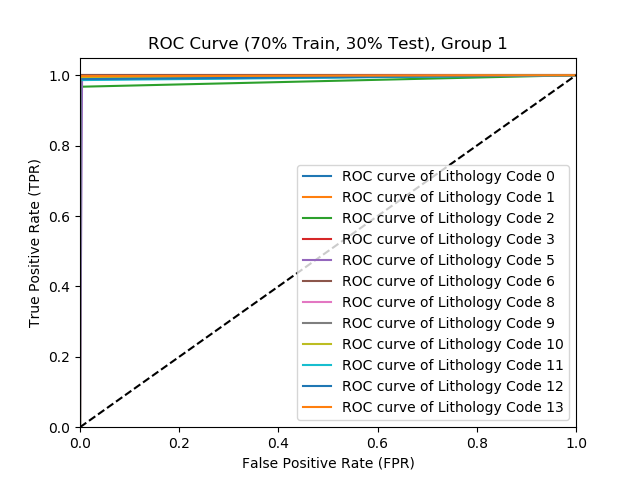 ROC Curve (70% Train, 30% Test), Group 1
True Positive Rate (TPR)
1.0
0.8
0.6
0.4
0.2
0.0
ROC curve of Lithology Code 0
ROC curve of Lithology Code 1
ROC curve of Lithology Code 2
ROC curve of Lithology Code 3
ROC curve of Lithology Code 5
ROC curve of Lithology Code 6
ROC curve of Lithology Code 8
ROC curve of Lithology Code 9
ROC curve of Lithology Code 10
ROC curve of Lithology Code 11
ROC curve of Lithology Code 12
ROC curve of Lithology Code 13
0.0 0.2 0.4 0.6 0.8 1.0
False Positive Rate (FPR)